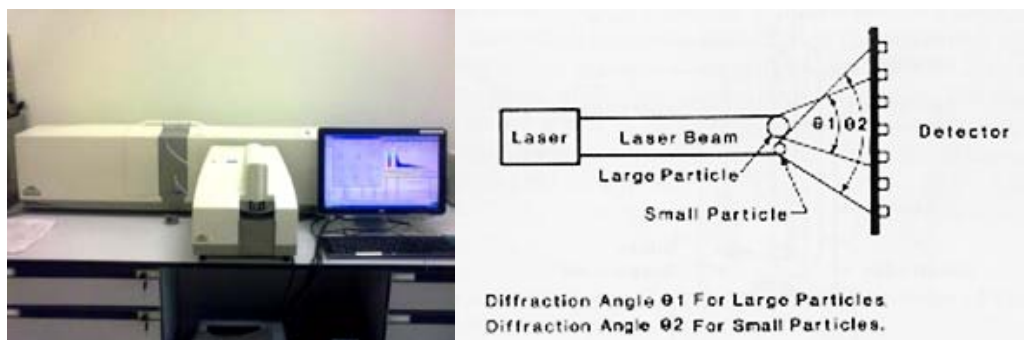 Laser
Laser Beam
θ1 θ2
Detector
Large Particle
Small Particle
Diffraction Angle θ1 For Large Particles.
Diffraction Angle θ2 For Small Particles.